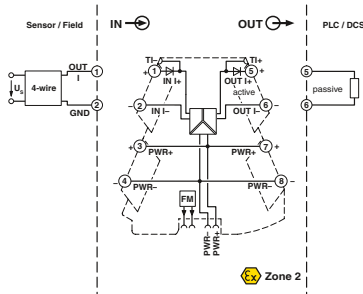 Sensor / Field
IN
OUT
PLC / DCS
TI-
TI+
OUT
I
1
+
1
IN I+
OUT I+
5
+
5
Us
4-wire
active
passive
2
GND
-
2
IN I-
OUT I-
6
-
6
+
3
PWR+
PWR+
7
+
-
4
PWR-
PWR-
8
-
FM
PWR-
PWR+
Ex
Zone 2